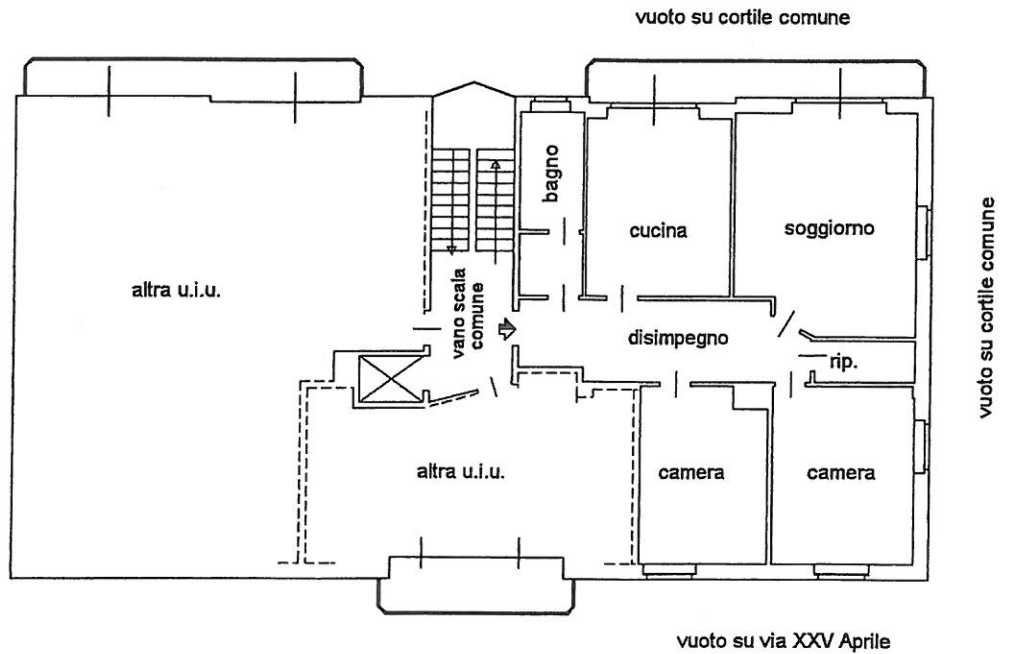 vuoto su cortile comune
bagno
cucina
soggiorno
vuoto su cortile comune
altra u.i.u.
vano scala
comune
disimpegno
rip.
altra u.i.u.
camera
camera
vuoto su via XXV Aprile